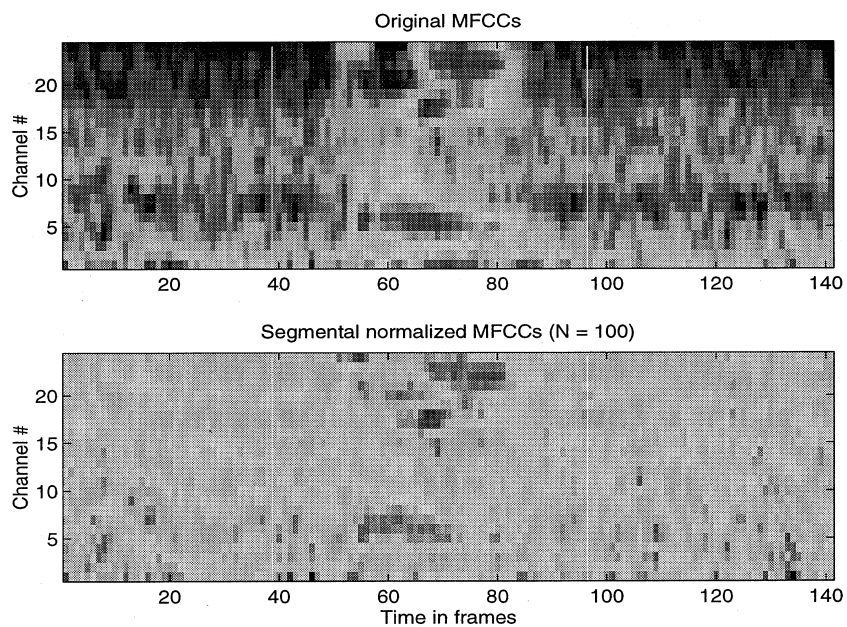 Original MFCCs
Channel #
20
15
10
5
20 40 60 80 100 120 140
Segmental normalized MFCCs (N = 100)
Channel #
20
15
10
5
20 40 60 80 100 120 140
Time in frames